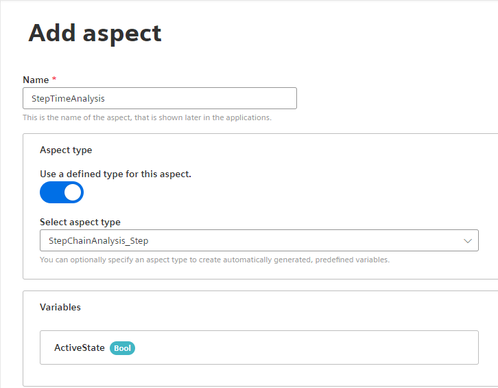 Add aspect
Name *
StepTimeAnalysis
This is the name of the aspect, that is shown later in the applications.
Aspect type
Use a defined type for this aspect.
Select aspect type
StepChainAnalysis_Step
You can optionally specify an aspect type to create automatically generated, predefined variables.
Variables
ActiveState Bool